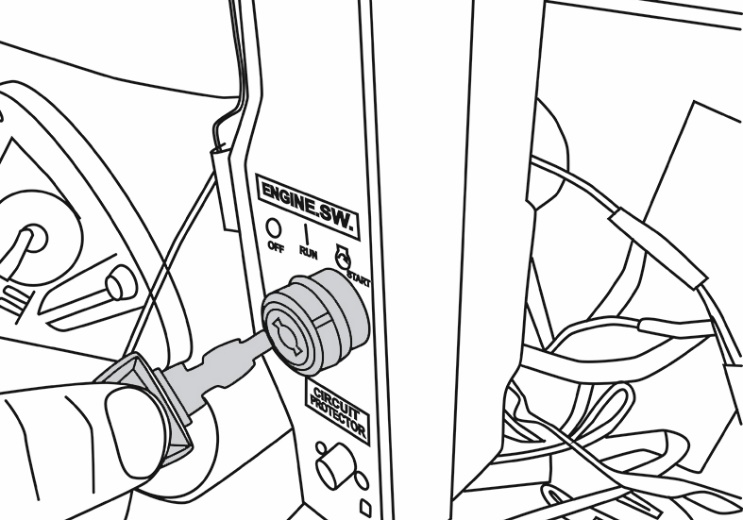 ENGINE.SW.
OFF
RUN
START
CIRCUIT
PROTECTOR